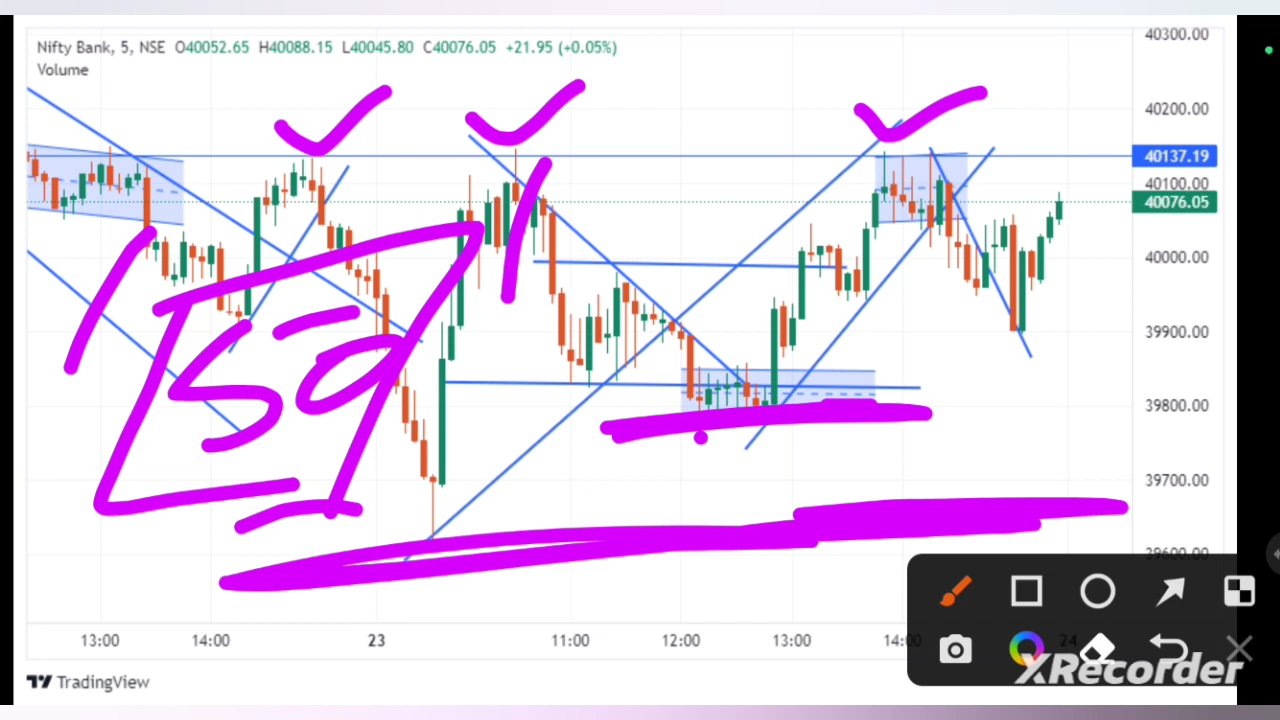 Nifty Bank, 5, NSE O40052.65 H40088.15 L40045.80 C40076.05 +21.95 (+0.05%)
Volume
40300.00
40200.00
40137.19
40100.00
40076.05
40000.00
39900.00
39800.00
39700.00
39600.00
59
13:00 14:00 23 11:00 12:00 13:00 14:00 24
TradingView
XRecorder